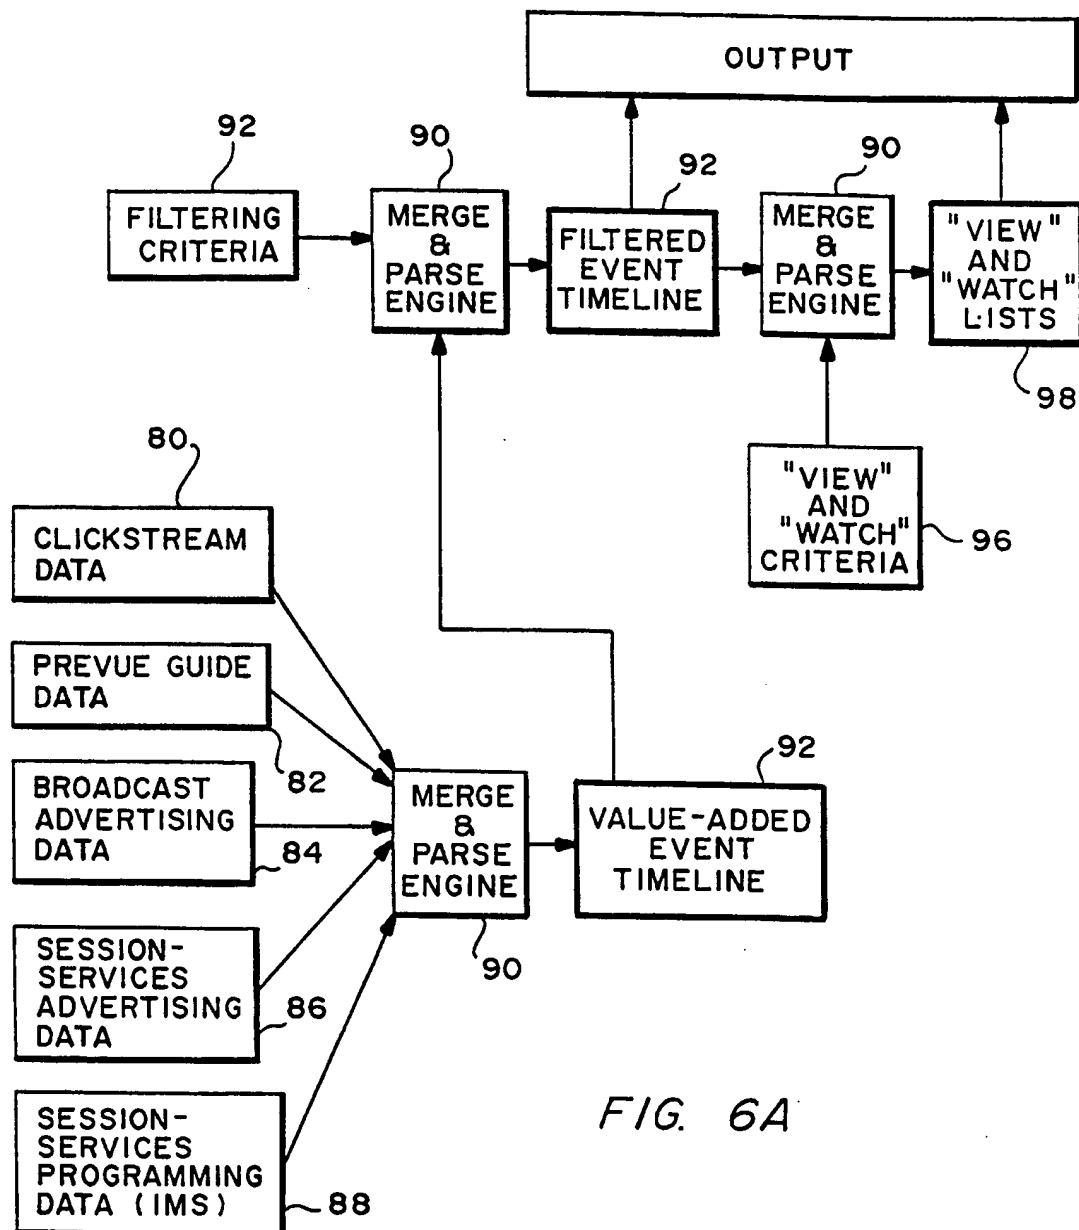 OUTPUT
92
FILTERING
CRITERIA
90
MERGE
&
PARSE
ENGINE
92
FILTERED
EVENT
TIMELINE
90
MERGE
&
PARSE
ENGINE
"VIEW"
AND
"WATCH"
LISTS
98
"VIEW"
AND
"WATCH"
CRITERIA
96
80
CLICKSTREAM
DATA
PREVUE GUIDE
DATA
82
BROADCAST
ADVERTISING
DATA
84
SESSION-
SERVICES
ADVERTISING
DATA
86
SESSION-
SERVICES
PROGRAMMING
DATA (IMS)
88
MERGE
&
PARSE
ENGINE
90
92
VALUE-ADDED
EVENT
TIMELINE
FIG. 6A